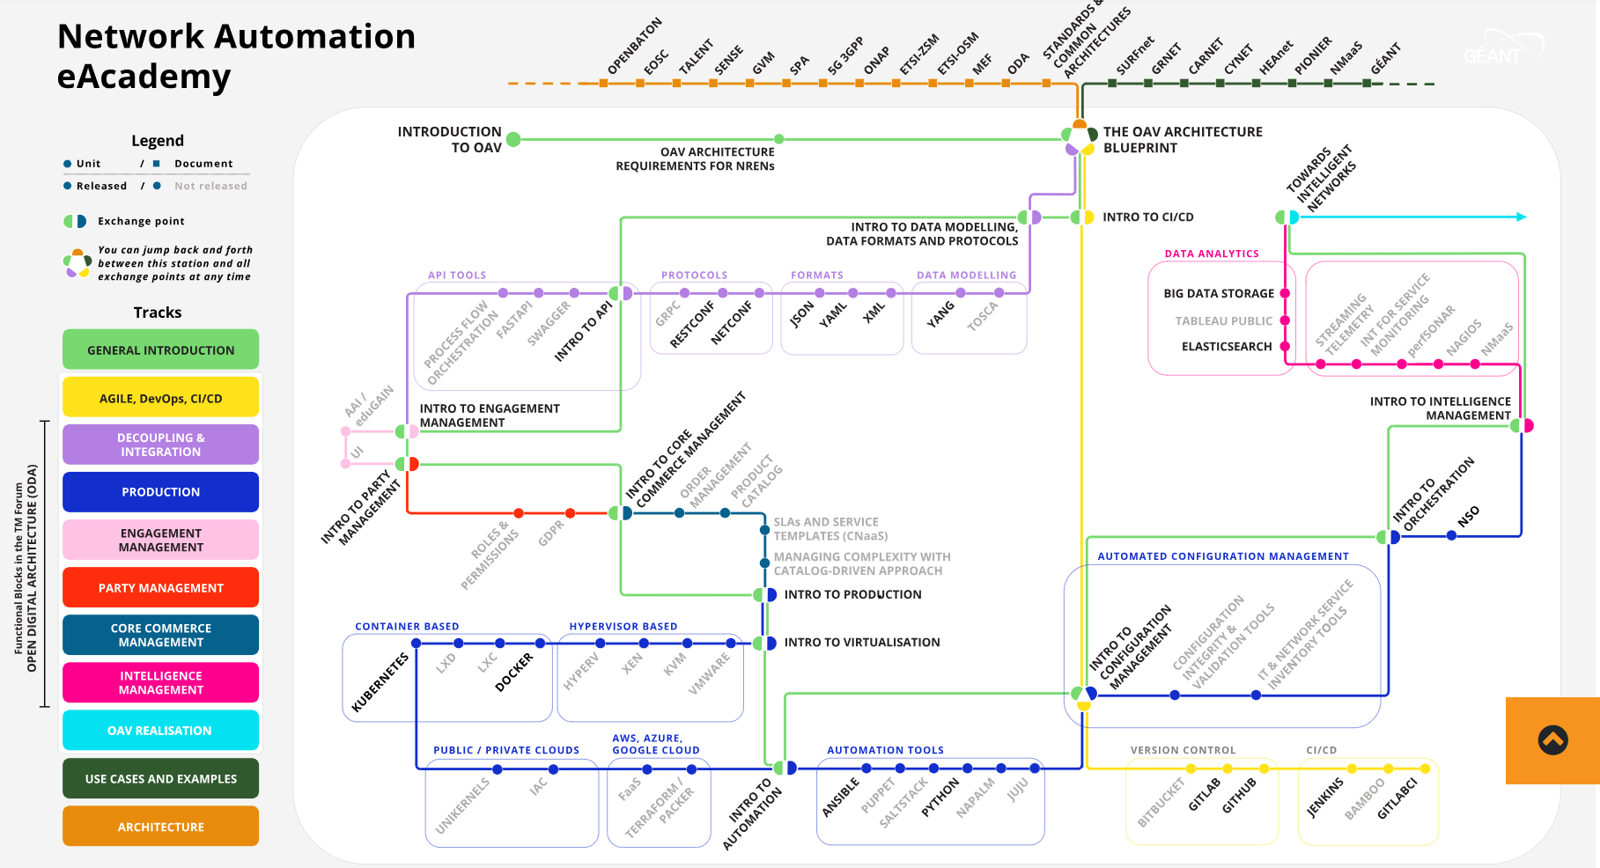 Network Automation
eAcademy
OPENBATON
EOSC
TALENT
SENSE
GVM
SPA
5G 3GPP
ONAP
ETSI-ZSM
ETSI-OSM
MEF
ODA
STANDARDS &
COMMON
ARCHITECTURES
SURFnet
GRNET
CARNET
CYNET
HEAnet
PIONIER
NMaaS
GÉANT
GÉANT
Legend
Unit / Document
Released / Not released
Exchange point
You can jump back and forth
between this station and all
exchange points at any time
Tracks
GENERAL INTRODUCTION
AGILE, DevOps, CI/CD
DECOUPLING &
INTEGRATION
PRODUCTION
ENGAGEMENT
MANAGEMENT
PARTY MANAGEMENT
CORE COMMERCE
MANAGEMENT
INTELLIGENCE
MANAGEMENT
OAV REALISATION
USE CASES AND EXAMPLES
ARCHITECTURE
Functional Blocks in the TM Forum
OPEN DIGITAL ARCHITECTURE (ODA)
INTRODUCTION
TO OAV
OAV ARCHITECTURE
REQUIREMENTS FOR NRENs
THE OAV ARCHITECTURE
BLUEPRINT
INTRO TO DATA MODELLING,
DATA FORMATS AND PROTOCOLS
INTRO TO CI/CD
TOWARDS
INTELLIGENT
NETWORKS
API TOOLS
PROCESS FLOW
ORCHESTRATION
FASTAPI
SWAGGER
INTRO TO API
PROTOCOLS
GRPC
RESTCONF
NETCONF
FORMATS
JSON
YAML
XML
DATA MODELLING
YANG
TOSCA
DATA ANALYTICS
BIG DATA STORAGE
TABLEAU PUBLIC
ELASTICSEARCH
STREAMING
TELEMETRY
INT FOR SERVICE
MONITORING
perfSONAR
NAGIOS
NMaaS
INTRO TO INTELLIGENCE
MANAGEMENT
AAI /
eduGAIN
UI
INTRO TO ENGAGEMENT
MANAGEMENT
INTRO TO PARTY
MANAGEMENT
ROLES &
PERMISSIONS
GDPR
INTRO TO CORE
COMMERCE MANAGEMENT
ORDER
MANAGEMENT
PRODUCT
CATALOG
SLAs AND SERVICE
TEMPLATES (CNaaS)
MANAGING COMPLEXITY WITH
CATALOG-DRIVEN APPROACH
INTRO TO PRODUCTION
INTRO TO VIRTUALISATION
INTRO TO
ORCHESTRATION
NSO
AUTOMATED CONFIGURATION MANAGEMENT
INTRO TO
CONFIGURATION
MANAGEMENT
CONFIGURATION
INTEGRITY &
VALIDATION TOOLS
IT & NETWORK SERVICE
INVENTORY TOOLS
CONTAINER BASED
KUBERNETES
LXD
LXC
DOCKER
HYPERVISOR BASED
HYPERV
XEN
KVM
VMWARE
PUBLIC / PRIVATE CLOUDS
UNIKERNELS
IAC
AWS, AZURE,
GOOGLE CLOUD
FaaS
TERRAFORM /
PACKER
INTRO TO
AUTOMATION
AUTOMATION TOOLS
ANSIBLE
PUPPET
SALTSTACK
PYTHON
NAPALM
JUJU
VERSION CONTROL
BITBUCKET
GITLAB
GITHUB
CI/CD
JENKINS
BAMBOO
GITLABCI